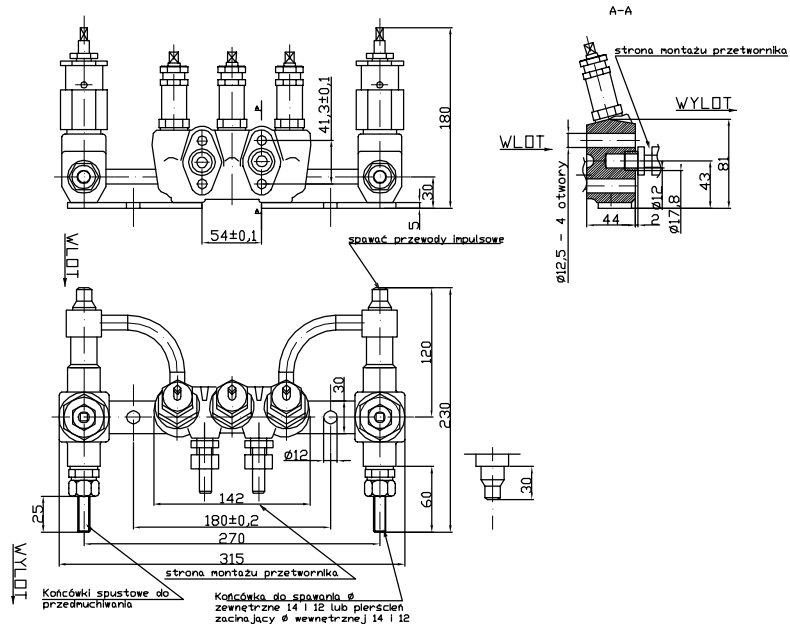 A-A
strona montażu przetwornika
WYLOT
WLOT
41,3±0,1
180
30
5
54±0,1
Ø12,5 - 4 otwory
44
2
Ø12
Ø17,8
43
81
WLOT
spawać przewody impulsowe
120
230
30
Ø12
142
180±0,2
270
315
25
60
30
strona montażu przetwornika
WYLOT
Końcówki spustowe do
przedmuchiwania
Końcówka do spawania Ø
zewnętrzne 14 i 12 lub pierścień
zacinający Ø wewnętrznej 14 i 12